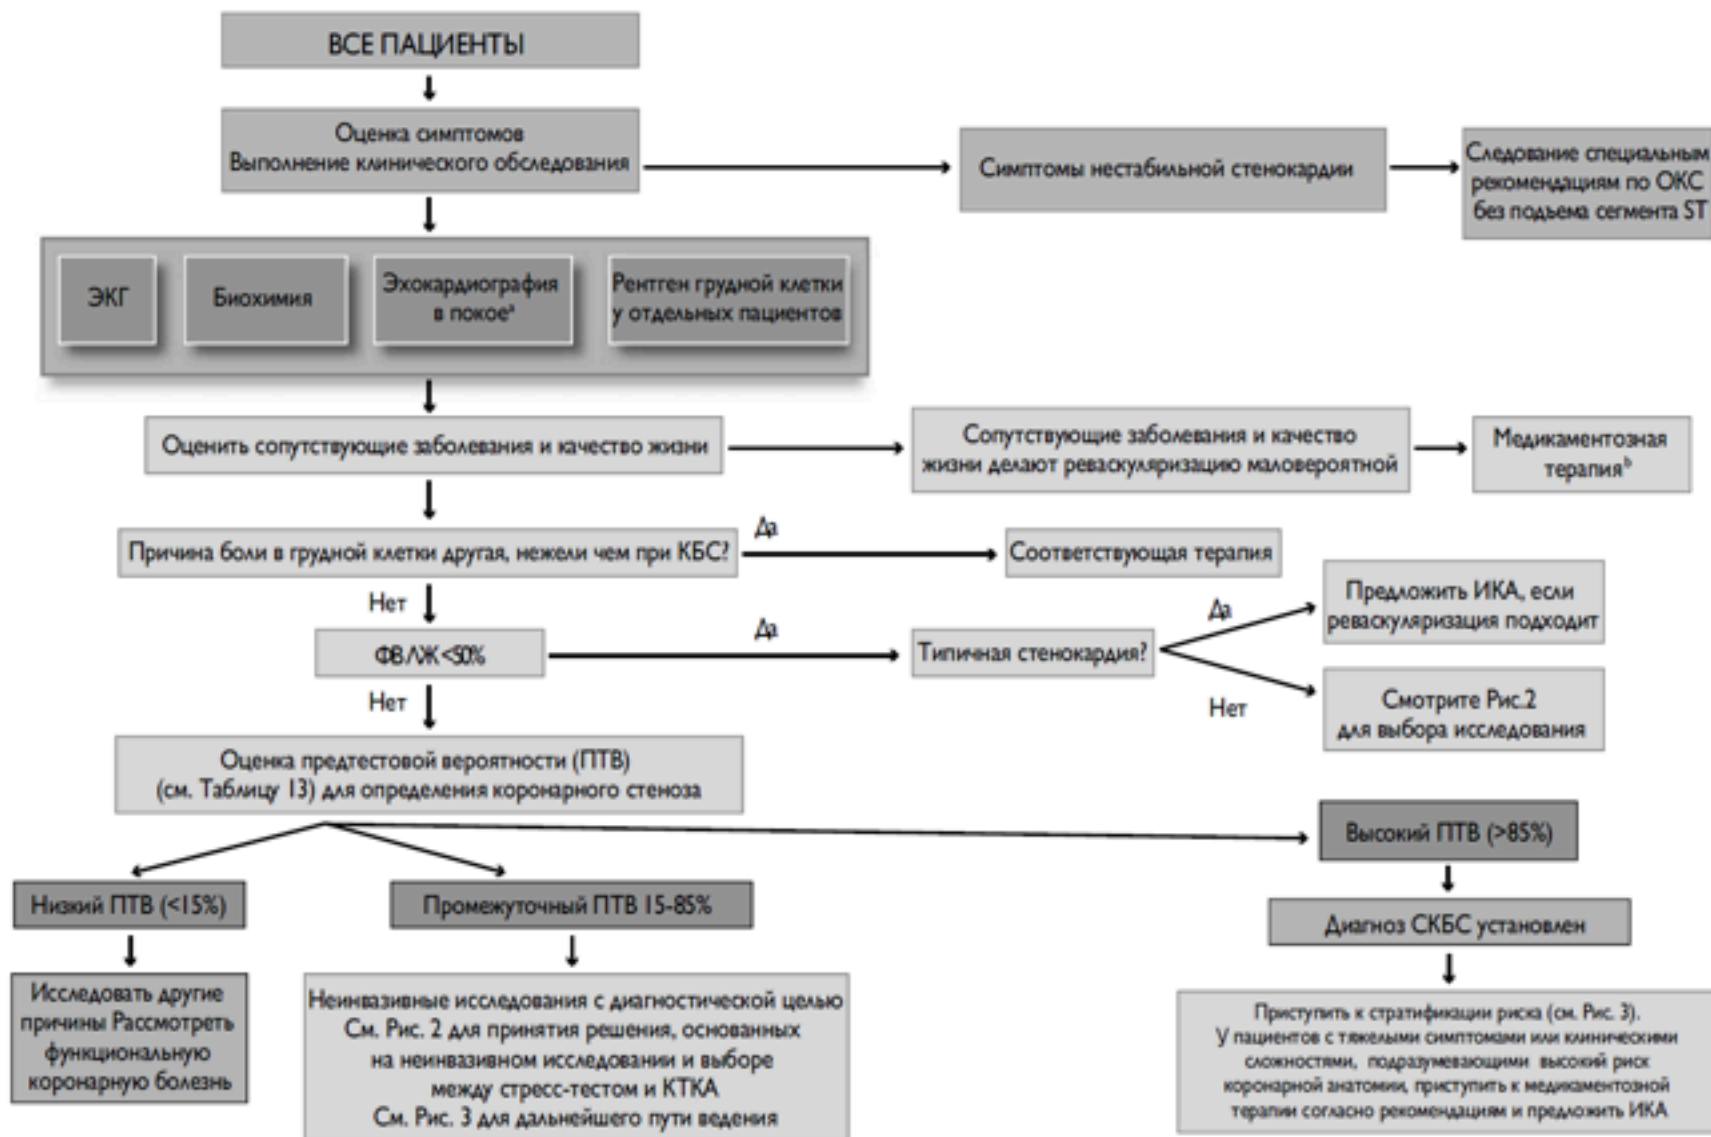 ВСЕ ПАЦИЕНТЫ
Оценка симптомов
Выполнение клинического обследования
Симптомы нестабильной стенокардии
Следование специальным
рекомендациям по ОКС
без подъема сегмента ST
ЭКГ
Биохимия
Эхокардиография
в покоеᵃ
Рентген грудной клетки
у отдельных пациентов
Оценить сопутствующие заболевания и качество жизни
Сопутствующие заболевания и качество
жизни делают реваскуляризацию маловероятной
Медикаментозная
терапияᵇ
Причина боли в грудной клетки другая, нежели чем при КБС?
Да
Соответствующая терапия
Нет
ФВ ЛЖ <50%
Да
Типичная стенокардия?
Да
Предложить ИКА, если
реваскуляризация подходит
Нет
Смотрите Рис.2
для выбора исследования
Нет
Оценка предтестовой вероятности (ПТВ)
(см. Таблицу 13) для определения коронарного стеноза
Низкий ПТВ (<15%)
Промежуточный ПТВ 15-85%
Высокий ПТВ (>85%)
Диагноз СКБС установлен
Исследовать другие
причины Рассмотреть
функциональную
коронарную болезнь
Неинвазивные исследования с диагностической целью
См. Рис. 2 для принятия решения, основанных
на неинвазивном исследовании и выборе
между стресс-тестом и КТКА
См. Рис. 3 для дальнейшего пути ведения
Приступить к стратификации риска (см. Рис. 3).
У пациентов с тяжелыми симптомами или клиническими
сложностями, подразумевающими высокий риск
коронарной анатомии, приступить к медикаментозной
терапии согласно рекомендациям и предложить ИКА